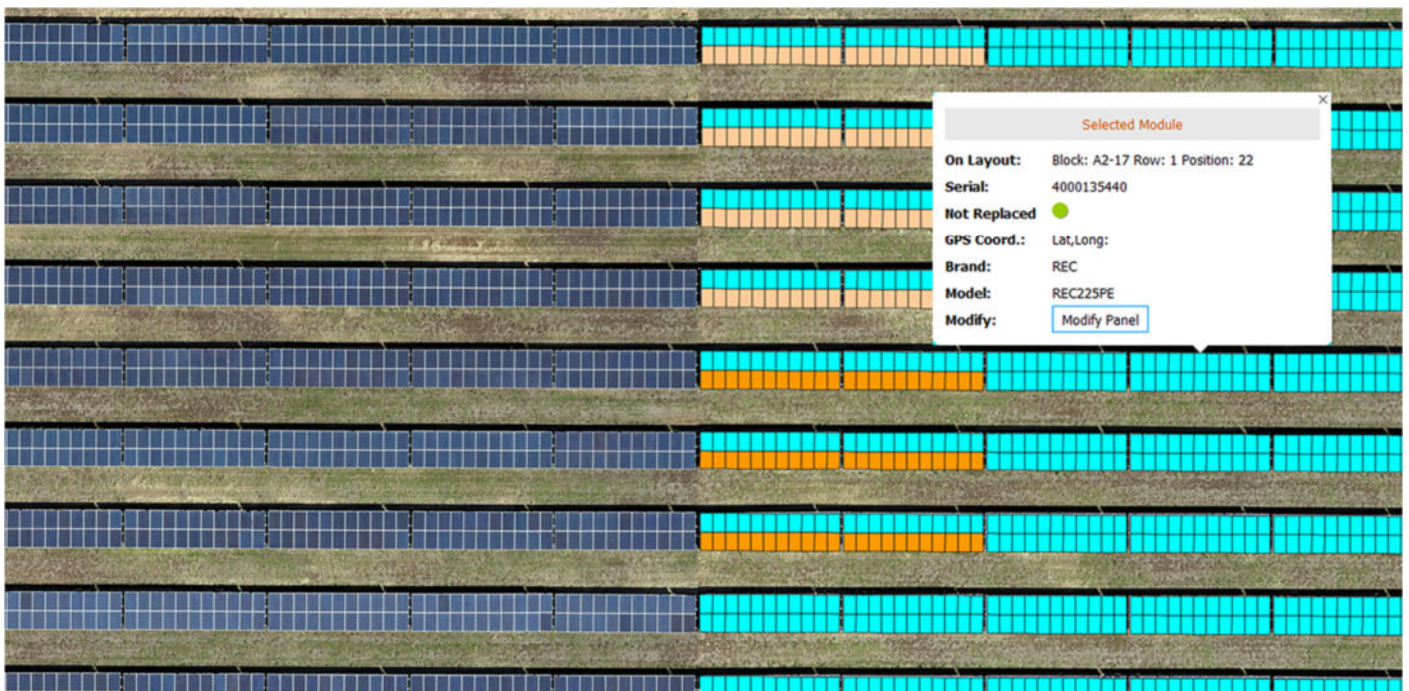 ×
Selected Module
On Layout: Block: A2-17 Row: 1 Position: 22
Serial: 4000135440
Not Replaced
GPS Coord.: Lat,Long:
Brand: REC
Model: REC225PE
Modify: Modify Panel